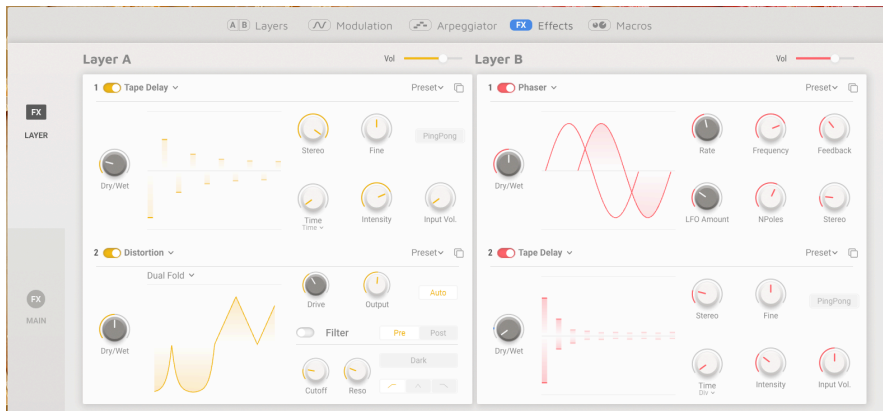 A B Layers Modulation Arpeggiator FX Effects Macros
Layer A Vol
Layer B Vol
FX
LAYER
FX
MAIN
1 Tape Delay Preset
Stereo Fine PingPong
Dry/Wet
Time Intensity Input Vol.
Time
2 Distortion Preset
Dual Fold
Drive Output Auto
Filter Pre Post
Dry/Wet
Dark
Cutoff Reso
1 Phaser Preset
Rate Frequency Feedback
Dry/Wet
LFO Amount NPoles Stereo
2 Tape Delay Preset
Stereo Fine PingPong
Dry/Wet
Time Intensity Input Vol.
Div